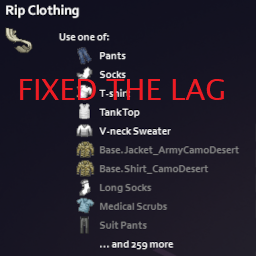 Rip Clothing
Use one of:
Pants
Socks
FIXED THE LAG
T-shirt
TankTop
V-neck Sweater
Base.Jacket_ArmyCamoDesert
Base.Shirt_CamoDesert
Long Socks
Medical Scrubs
Suit Pants
... and 259 more